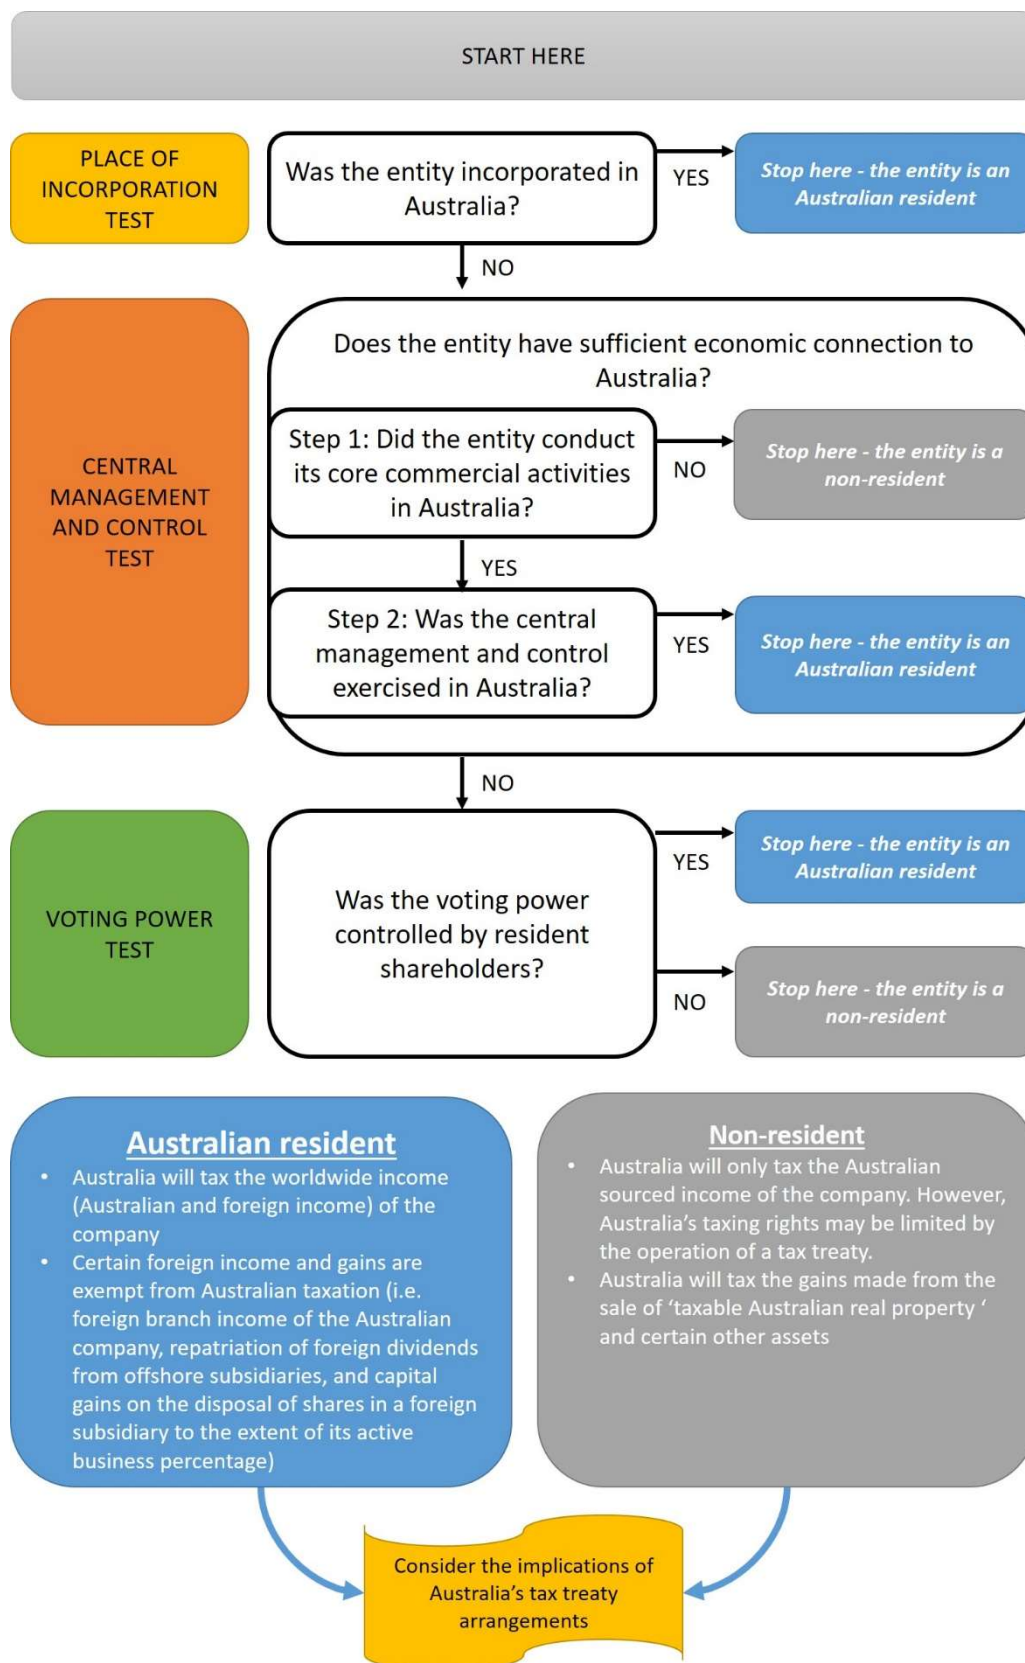 START HERE
PLACE OF
INCORPORATION
TEST
Was the entity incorporated in
Australia?
YES
Stop here - the entity is an
Australian resident
NO
CENTRAL
MANAGEMENT
AND CONTROL
TEST
Does the entity have sufficient economic connection to
Australia?
Step 1: Did the entity conduct
its core commercial activities
in Australia?
NO
Stop here - the entity is a
non-resident
YES
Step 2: Was the central
management and control
exercised in Australia?
YES
Stop here - the entity is an
Australian resident
NO
VOTING POWER
TEST
Was the voting power
controlled by resident
shareholders?
YES
Stop here - the entity is an
Australian resident
NO
Stop here - the entity is a
non-resident
Australian resident
• Australia will tax the worldwide income
(Australian and foreign income) of the
company
• Certain foreign income and gains are
exempt from Australian taxation (i.e.
foreign branch income of the Australian
company, repatriation of foreign dividends
from offshore subsidiaries, and capital
gains on the disposal of shares in a foreign
subsidiary to the extent of its active
business percentage)
Non-resident
• Australia will only tax the Australian
sourced income of the company. However,
Australia's taxing rights may be limited by
the operation of a tax treaty.
• Australia will tax the gains made from the
sale of ‘taxable Australian real property ‘
and certain other assets
Consider the implications of
Australia's tax treaty
arrangements